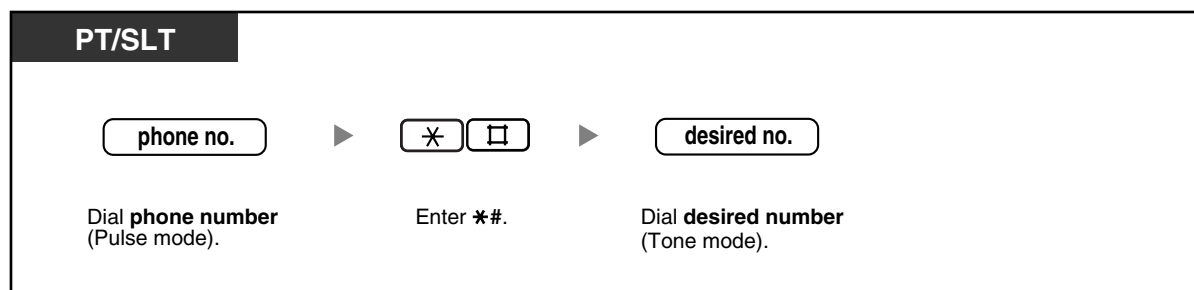 PT/SLT
phone no.
✳ #
desired no.
Dial phone number
(Pulse mode).
Enter ✳#.
Dial desired number
(Tone mode).